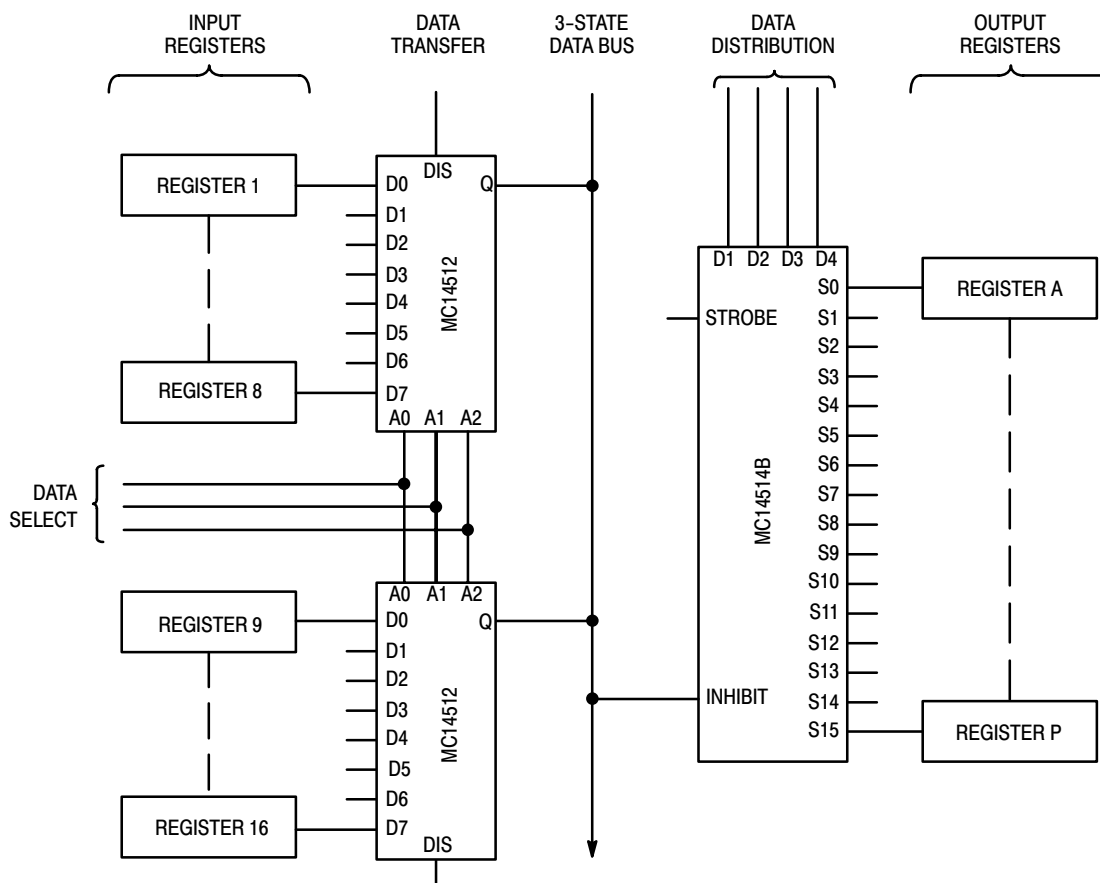 INPUT
REGISTERS
DATA
TRANSFER
3-STATE
DATA BUS
DATA
DISTRIBUTION
OUTPUT
REGISTERS
REGISTER 1
REGISTER 8
DIS
D0
D1
D2
D3
D4
D5
D6
D7
Q
MC14512
A0 A1 A2
DATA
SELECT
REGISTER 9
REGISTER 16
A0 A1 A2
D0
D1
D2
D3
D4
D5
D6
D7
Q
MC14512
DIS
D1 D2 D3 D4
STROBE
INHIBIT
MC14514B
S0
S1
S2
S3
S4
S5
S6
S7
S8
S9
S10
S11
S12
S13
S14
S15
REGISTER A
REGISTER P